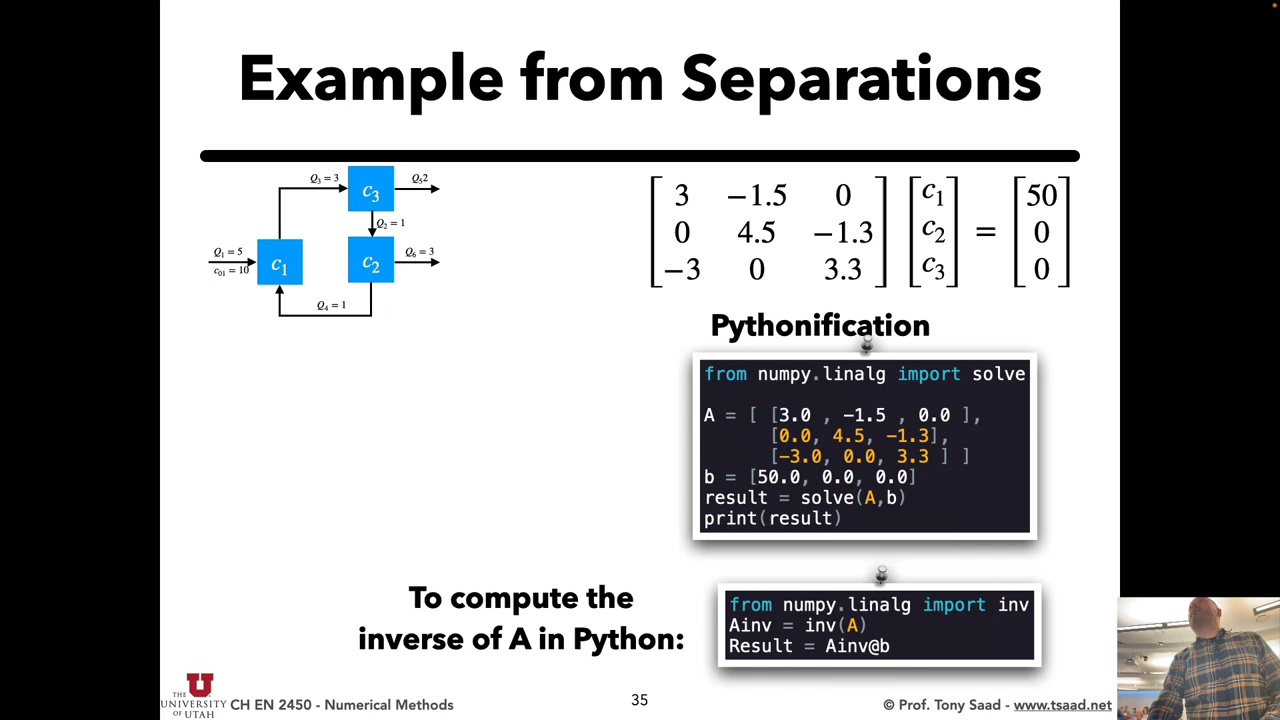 Example from Separations
Q₃ = 3
c₃
Q₅2
Q₂ = 1
Q₁ = 5
c₀₁ = 10
c₁
c₂
Q₆ = 3
Q₄ = 1
3 −1.5 0 c₁ 50
0 4.5 −1.3 c₂ = 0
−3 0 3.3 c₃ 0
Pythonification
from numpy.linalg import solve
A = [ [3.0 , −1.5 , 0.0 ],
[0.0, 4.5, −1.3],
[−3.0, 0.0, 3.3 ] ]
b = [50.0, 0.0, 0.0]
result = solve(A,b)
print(result)
To compute the
inverse of A in Python:
from numpy.linalg import inv
Ainv = inv(A)
Result = Ainv@b
U
THE
UNIVERSITY
OF UTAH
CH EN 2450 - Numerical Methods
35
© Prof. Tony Saad - www.tsaad.net